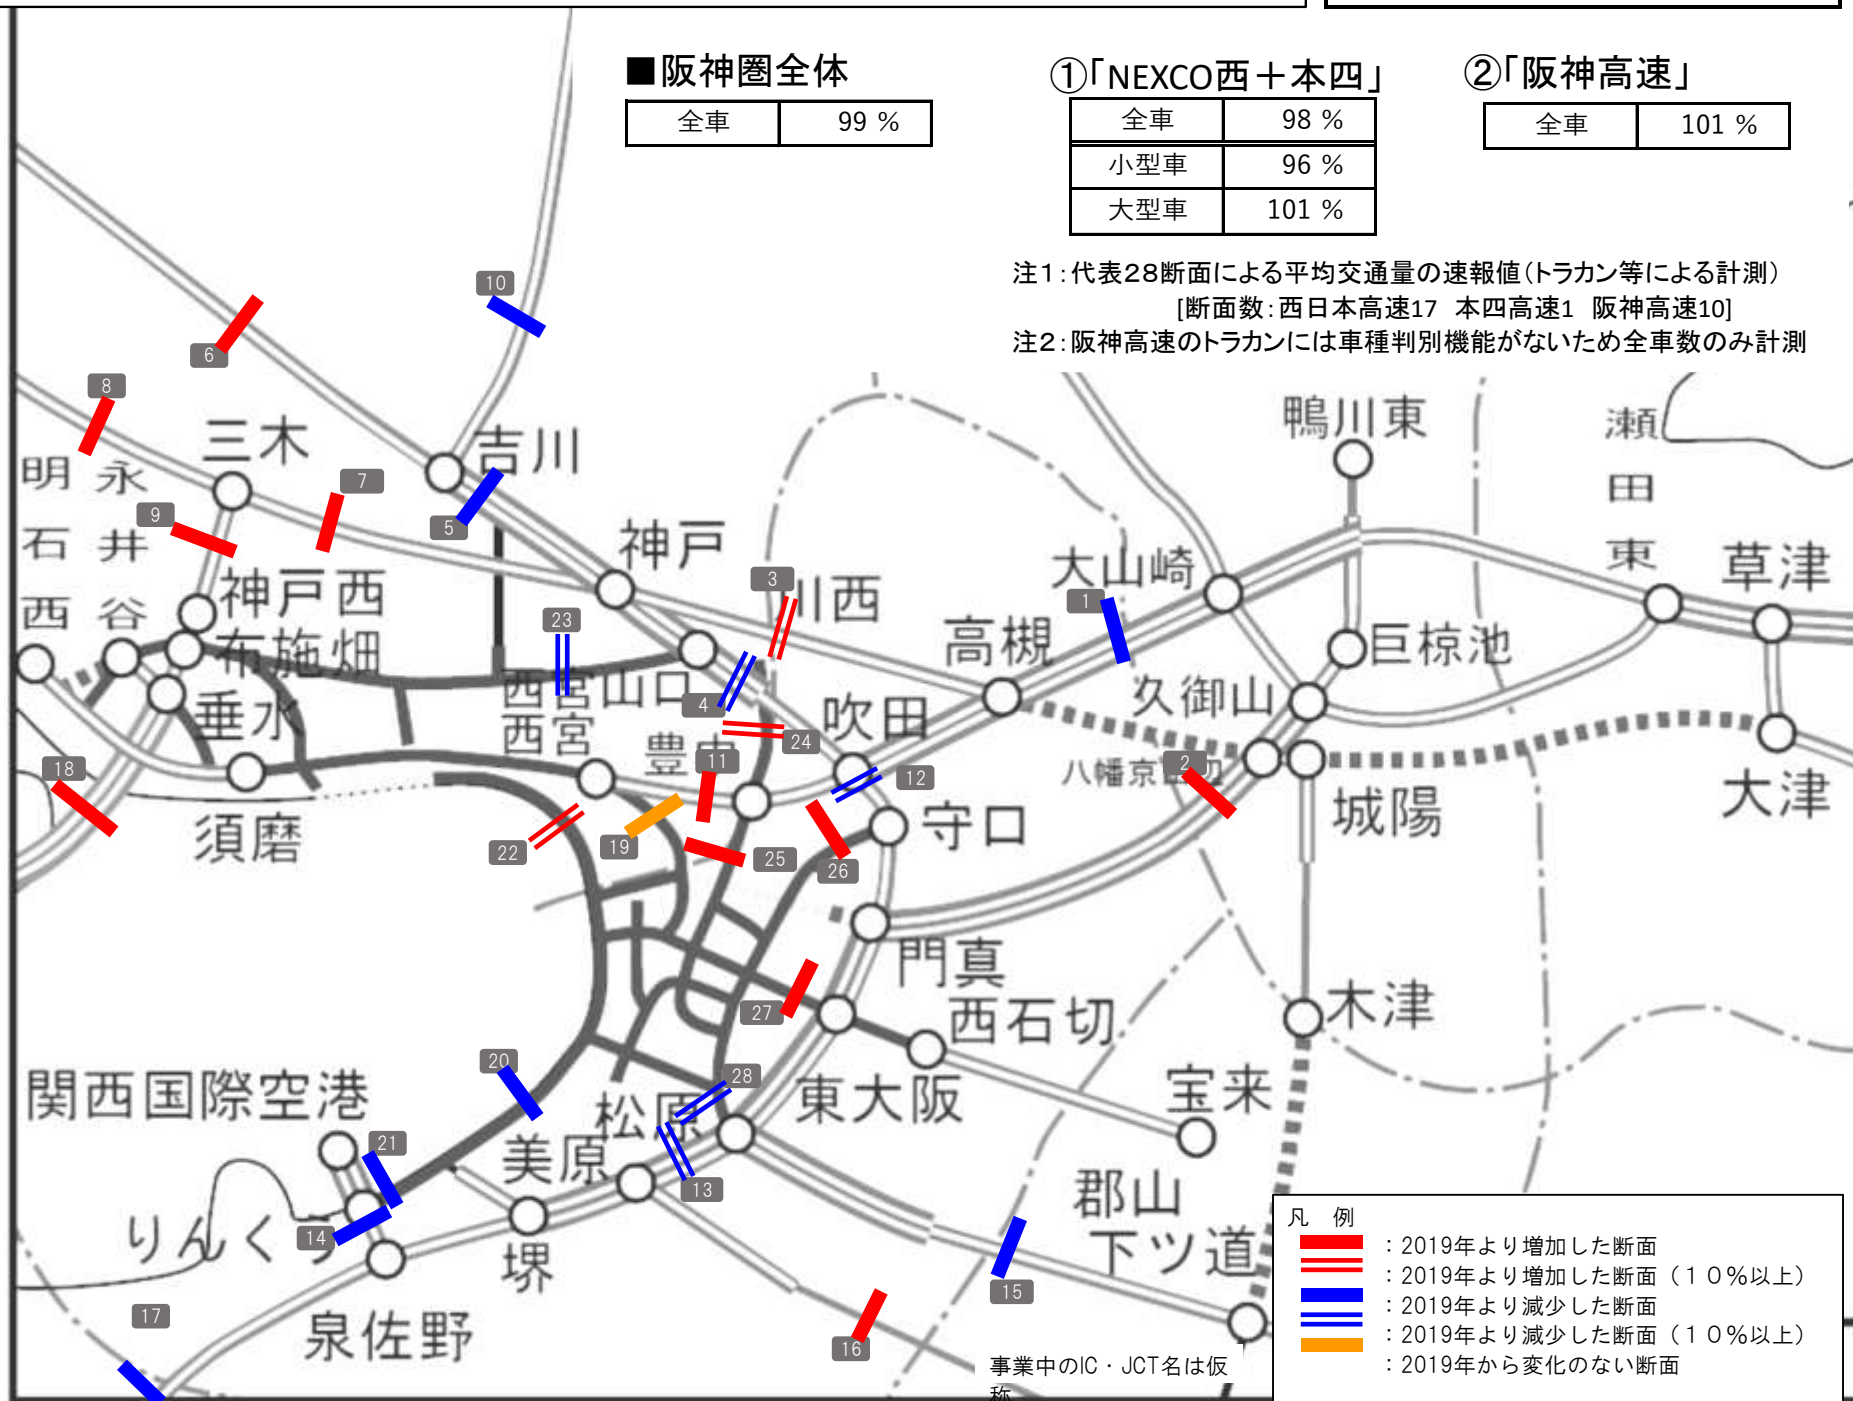 ■阪神圏全体
全車 99 %
①「NEXCO西＋本四」
全車 98 %
小型車 96 %
大型車 101 %
②「阪神高速」
全車 101 %
注1：代表28断面による平均交通量の速報値（トラカン等による計測）
[断面数：西日本高速17 本四高速1 阪神高速10]
注2：阪神高速のトラカンには車種判別機能がないため全車数のみ計測
10
6
8
三木
吉川
鴨川東
瀬田東
明石西
永井谷
7
9
5
神戸
神戸西
布施畑
3
川西
大山崎
1
草津
23
高槻
巨椋池
西宮山口
4
久御山
垂水
西宮
豊中
24
吹田
18
11
12
八幡京田辺
2
大津
須磨
22
19
25
26
守口
城陽
門真
27
西石切
木津
20
28
関西国際空港
松原
東大阪
宝来
21
美原
13
郡山
りんくう
14
堺
下ツ道
15
17
泉佐野
16
事業中のIC・JCT名は仮
称
凡 例
：2019年より増加した断面
：2019年より増加した断面（１０％以上）
：2019年より減少した断面
：2019年より減少した断面（１０％以上）
：2019年から変化のない断面